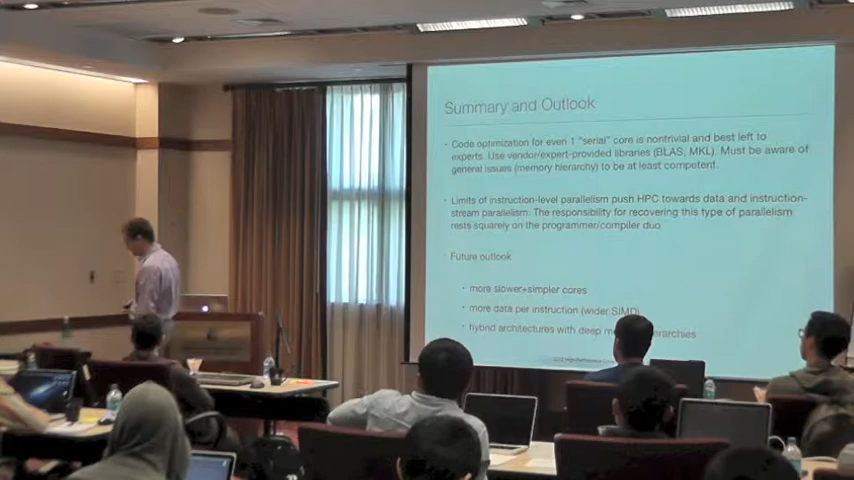 Summary and Outlook
• Code optimization for even 1 "serial" core is nontrivial and best left to
experts. Use vendor/expert-provided libraries (BLAS, MKL). Must be aware of
general issues (memory hierarchy) to be at least competent.
• Limits of instruction-level parallelism push HPC towards data and instruction-
stream parallelism. The responsibility for recovering this type of parallelism
rests squarely on the programmer/compiler duo
• Future outlook
• more slower+simpler cores
• more data per instruction (wider SIMD)
• hybrid architectures with deep hierarchies